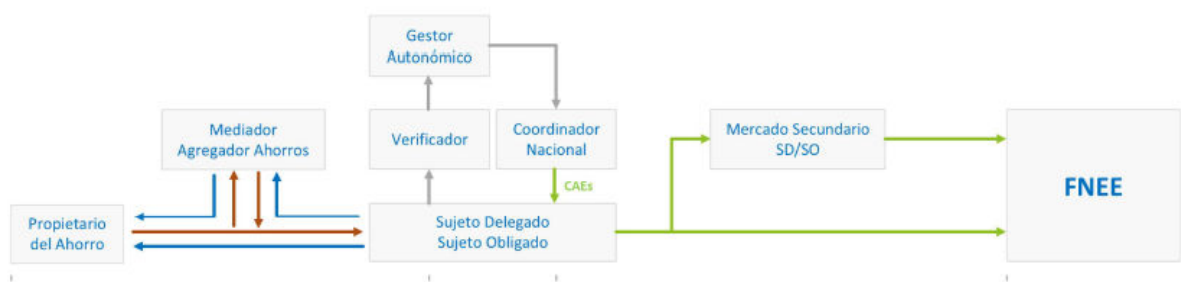 Gestor
Autonómico
Mediador
Agregador Ahorros
Verificador
Coordinador
Nacional
Mercado Secundario
SD/SO
FNEE
CAEs
Propietario
del Ahorro
Sujeto Delegado
Sujeto Obligado